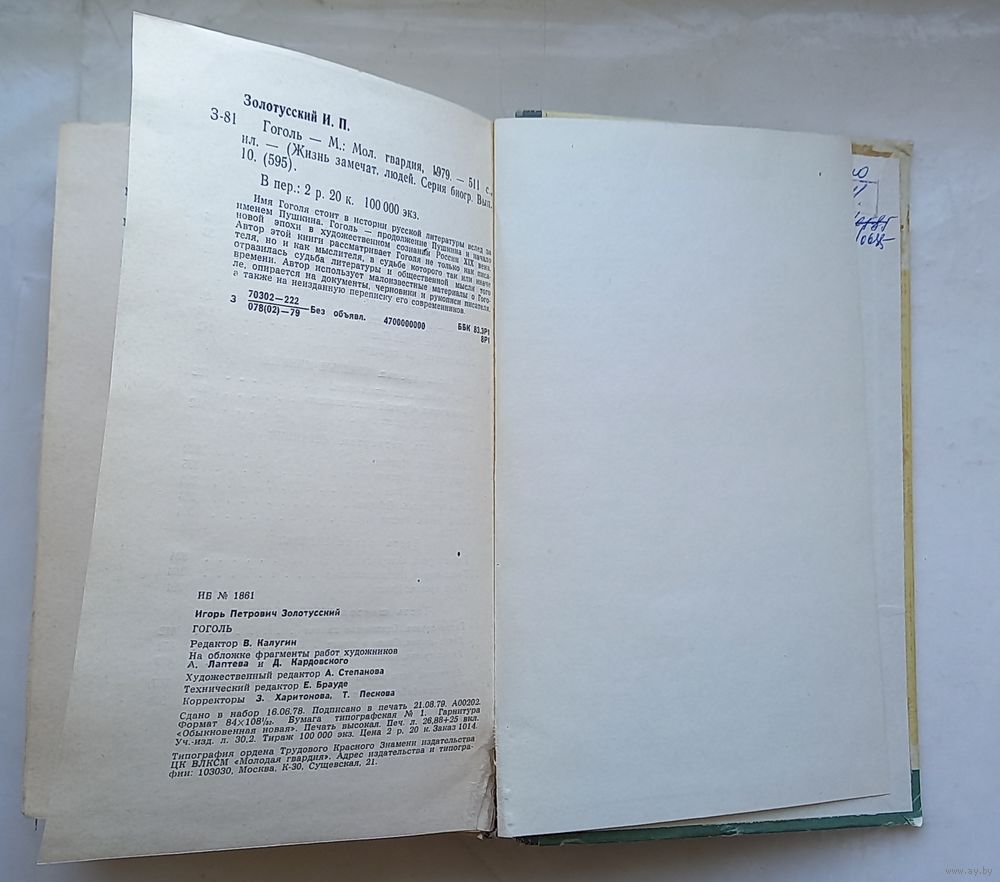 Золотусский И. П.
З-81
Гоголь — М.: Мол. гвардия, 1979. — 511 с.,
ил. — (Жизнь замечат. людей. Серия биогр. Вып.
10. (595).
В пер.: 2 р. 20 к. 100 000 экз.
Имя Гоголя стоит в истории русской литературы вслед за
именем Пушкина. Гоголь — продолжение Пушкина и начало
новой эпохи в художественном сознании России XIX века.
Автор этой книги рассматривает Гоголя не только как писа-
теля, но и как мыслителя, в судьбе которого так или иначе
отразилась судьба литературы и общественной мысли того
времени. Автор использует малоизвестные материалы о Гого-
ле, опирается на документы, черновики и рукописи писателя,
а также на неизданную переписку его современников.
З 70302—222
078(02)—79 Без объявл. 4700000000 ББК 83.3Р1
8Р1
ИБ № 1861
Игорь Петрович Золотусский
ГОГОЛЬ
Редактор В. Калугин
На обложке фрагменты работ художников
А. Лаптева и Д. Кардовского
Художественный редактор А. Степанова
Технический редактор Е. Брауде
Корректоры З. Харитонова, Т. Пескова
Сдано в набор 16.06.78. Подписано в печать 21.08.79. А00202.
Формат 84×108¹/₃₂. Бумага типографская № 1. Гарнитура
«Обыкновенная новая». Печать высокая. Печ. л. 26,88+25 вкл.
Уч.-изд. л. 30,2. Тираж 100 000 экз. Цена 2 р. 20 к. Заказ 1014.
Типография ордена Трудового Красного Знамени издательства
ЦК ВЛКСМ «Молодая гвардия». Адрес издательства и типогра-
фии: 103030, Москва, К-30, Сущевская, 21.
www.ay.by